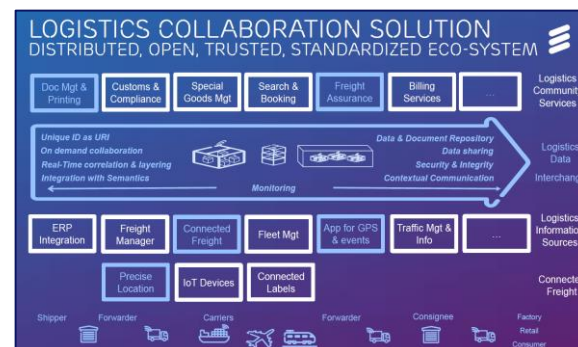 LOGISTICS COLLABORATION SOLUTION
DISTRIBUTED, OPEN, TRUSTED, STANDARDIZED ECO-SYSTEM
Doc Mgt &
Printing
Customs &
Compliance
Special
Goods Mgt
Search &
Booking
Freight
Assurance
Billing
Services
...
Logistics
Community
Services
Unique ID as URI
On demand collaboration
Real-Time correlation & layering
Integration with Semantics
Data & Document Repository
Data sharing
Security & Integrity
Contextual Communication
Monitoring
Logistics
Data
Interchang
ERP
Integration
Freight
Manager
Connected
Freight
Fleet Mgt
App for GPS
& events
Traffic Mgt &
Info
...
Logistics
Information
Sources
Precise
Location
IoT Devices
Connected
Labels
Connected
Freight
Shipper
Forwarder
Carriers
Forwarder
Consignee
Factory
Retail
Consumer